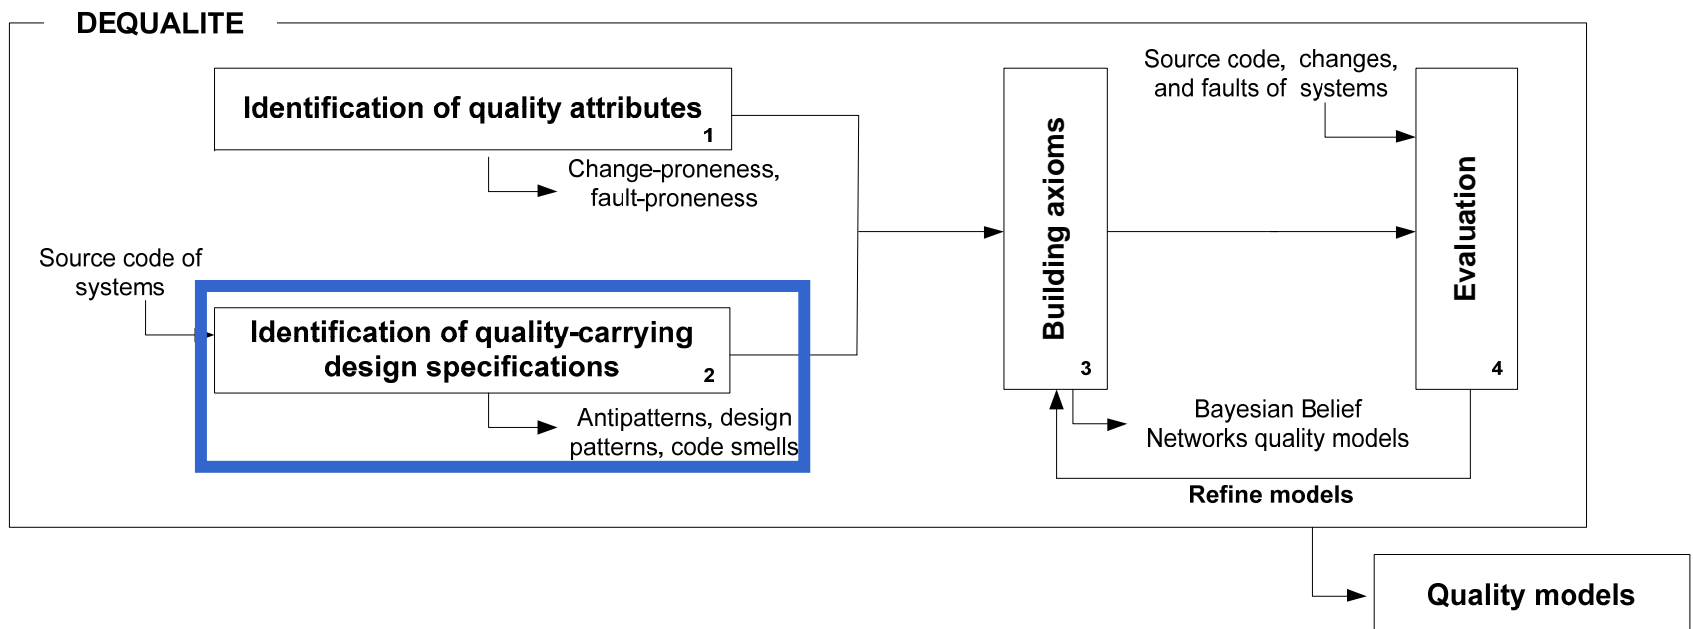 DEQUALITE
Identification of quality attributes
1
Change-proneness,
fault-proneness
Source code of
systems
Identification of quality-carrying
design specifications
2
Antipatterns, design
patterns, code smells
Building axioms
3
Bayesian Belief
Networks quality models
Source code, changes,
and faults of systems
Evaluation
4
Refine models
Quality models